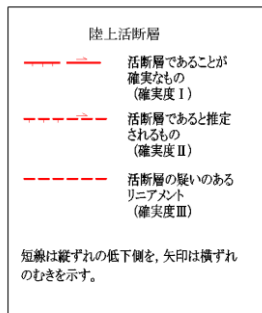 陸上活断層
活断層であることが
確実なもの
（確実度Ⅰ）
活断層であると推定
されるもの
（確実度Ⅱ）
活断層の疑いのある
リニアメント
（確実度Ⅲ）
短線は縦ずれの低下側を, 矢印は横ずれ
のむきを示す。